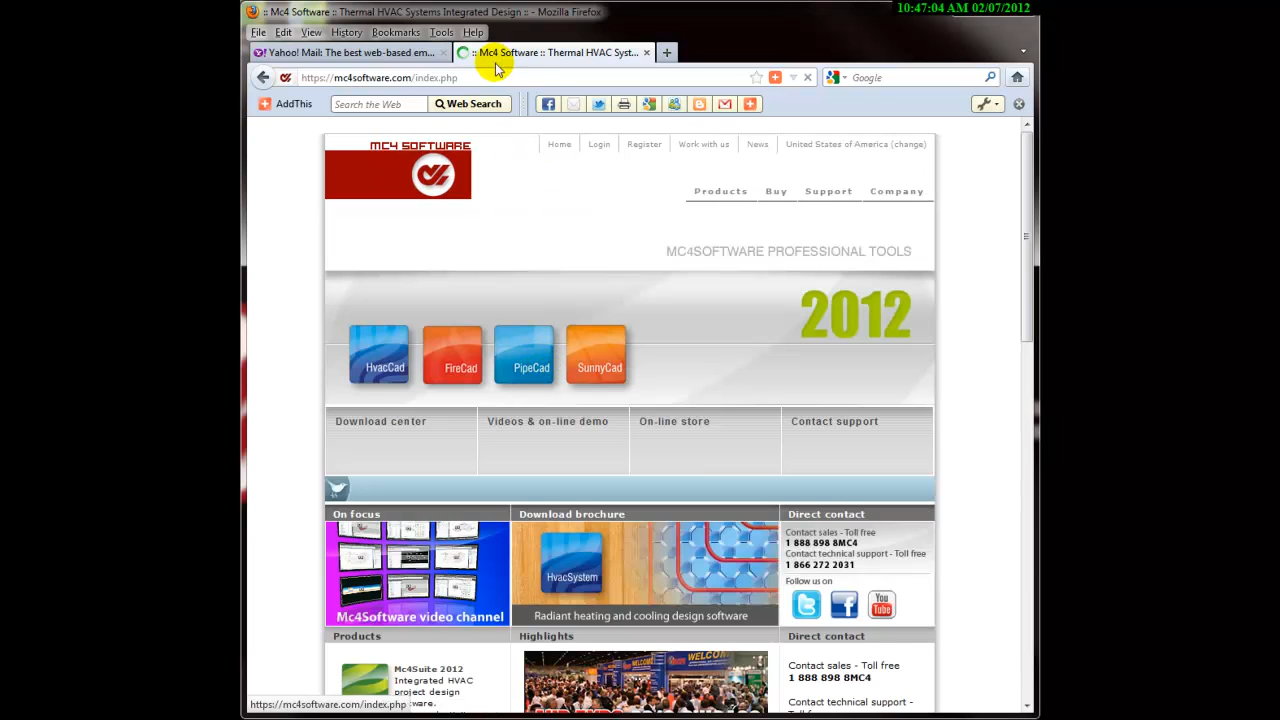 10:47:04 AM 02/07/2012
:: Mc4 Software :: Thermal HVAC Systems Integrated Design :: - Mozilla Firefox
File Edit View History Bookmarks Tools Help
Yahoo! Mail: The best web-based em... :: Mc4 Software :: Thermal HVAC Syst...
https://mc4software.com/index.php Google
AddThis Search the Web Web Search
MC4 SOFTWARE
Home Login Register Work with us News United States of America (change)
Products Buy Support Company
MC4SOFTWARE PROFESSIONAL TOOLS
2012
HvacCad FireCad PipeCad SunnyCad
Download center Videos & on-line demo On-line store Contact support
On focus Download brochure Direct contact
Contact sales - Toll free
1 888 898 8MC4
Contact technical support - Toll free
1 866 272 2031
Follow us on
HvacSystem
You Tube
Mc4Software video channel Radiant heating and cooling design software
Products Highlights Direct contact
Mc4Suite 2012
Integrated HVAC
project design
software.
WELCOME
Contact sales - Toll free
1 888 898 8MC4
Contact technical support -
https://mc4software.com/index.php